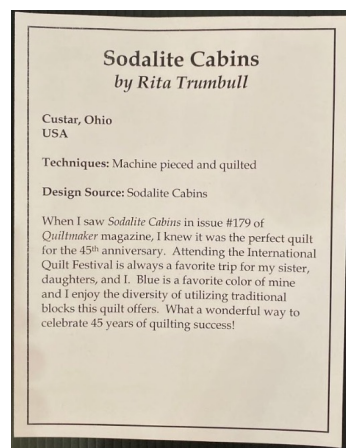 Sodalite Cabins
by Rita Trumbull
Custar, Ohio
USA
Techniques: Machine pieced and quilted
Design Source: Sodalite Cabins
When I saw Sodalite Cabins in issue #179 of
Quiltmaker magazine, I knew it was the perfect quilt
for the 45th anniversary. Attending the International
Quilt Festival is always a favorite trip for my sister,
daughters, and I. Blue is a favorite color of mine
and I enjoy the diversity of utilizing traditional
blocks this quilt offers. What a wonderful way to
celebrate 45 years of quilting success!